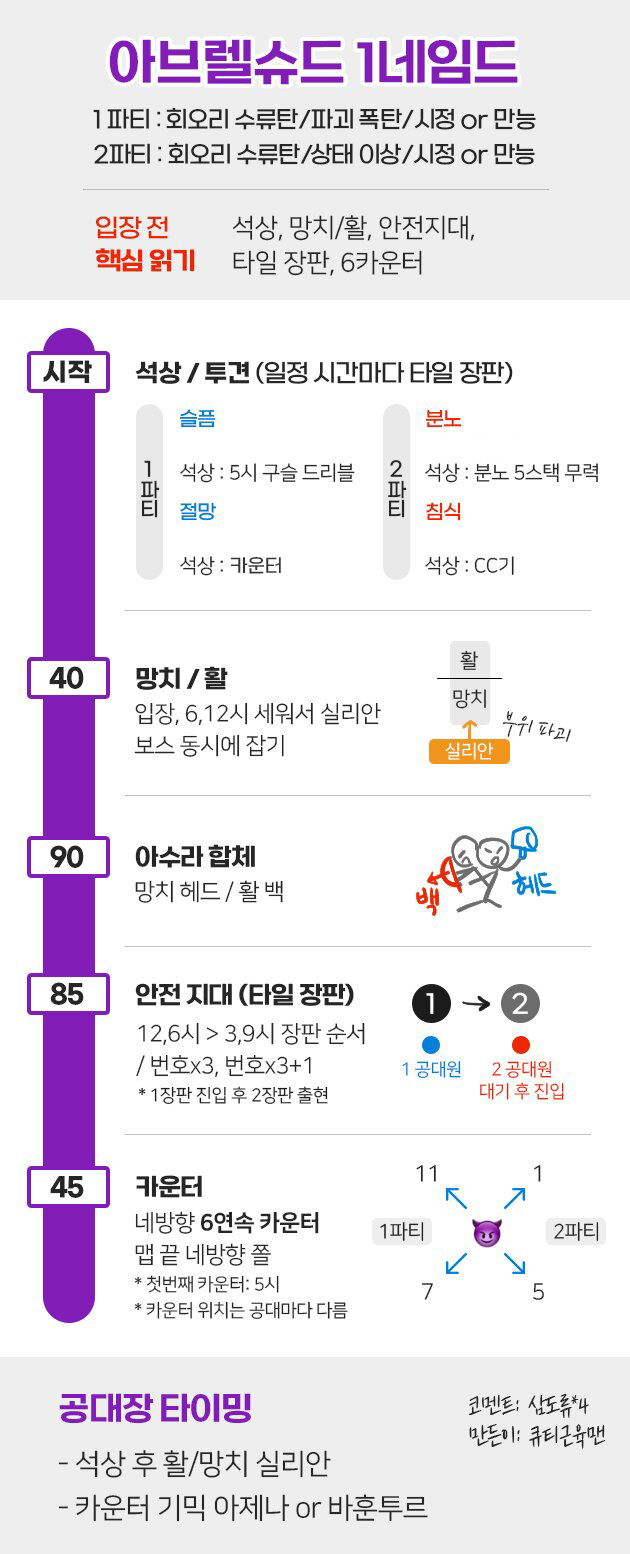 아브렐슈드 1네임드
1파티 : 회오리 수류탄/파괴 폭탄/시정 or 만능
2파티 : 회오리 수류탄/상태 이상/시정 or 만능
입장 전
핵심 읽기
석상, 망치/활, 안전지대,
타일 장판, 6카운터
시작
석상 / 투견 (일정 시간마다 타일 장판)
1파티
슬픔
석상 : 5시 구슬 드리블
절망
석상 : 카운터
2파티
분노
석상 : 분노 5스택 무력
침식
석상 : CC기
40
망치 / 활
입장, 6,12시 세워서 실리안
보스 동시에 잡기
활
망치
부위 파괴
실리안
90
아수라 합체
망치 헤드 / 활 백
백
헤드
85
안전 지대 (타일 장판)
12,6시 > 3,9시 장판 순서
/ 번호x3, 번호x3+1
* 1장판 진입 후 2장판 출현
1
2
1 공대원
2 공대원
대기 후 진입
45
카운터
네방향 6연속 카운터
맵 끝 네방향 쫄
* 첫번째 카운터: 5시
* 카운터 위치는 공대마다 다름
11
1
1파티
2파티
7
5
공대장 타이밍
- 석상 후 활/망치 실리안
- 카운터 기믹 아제나 or 바훈투르
코멘트: 삼도류*4
만든이: 큐티근육맨